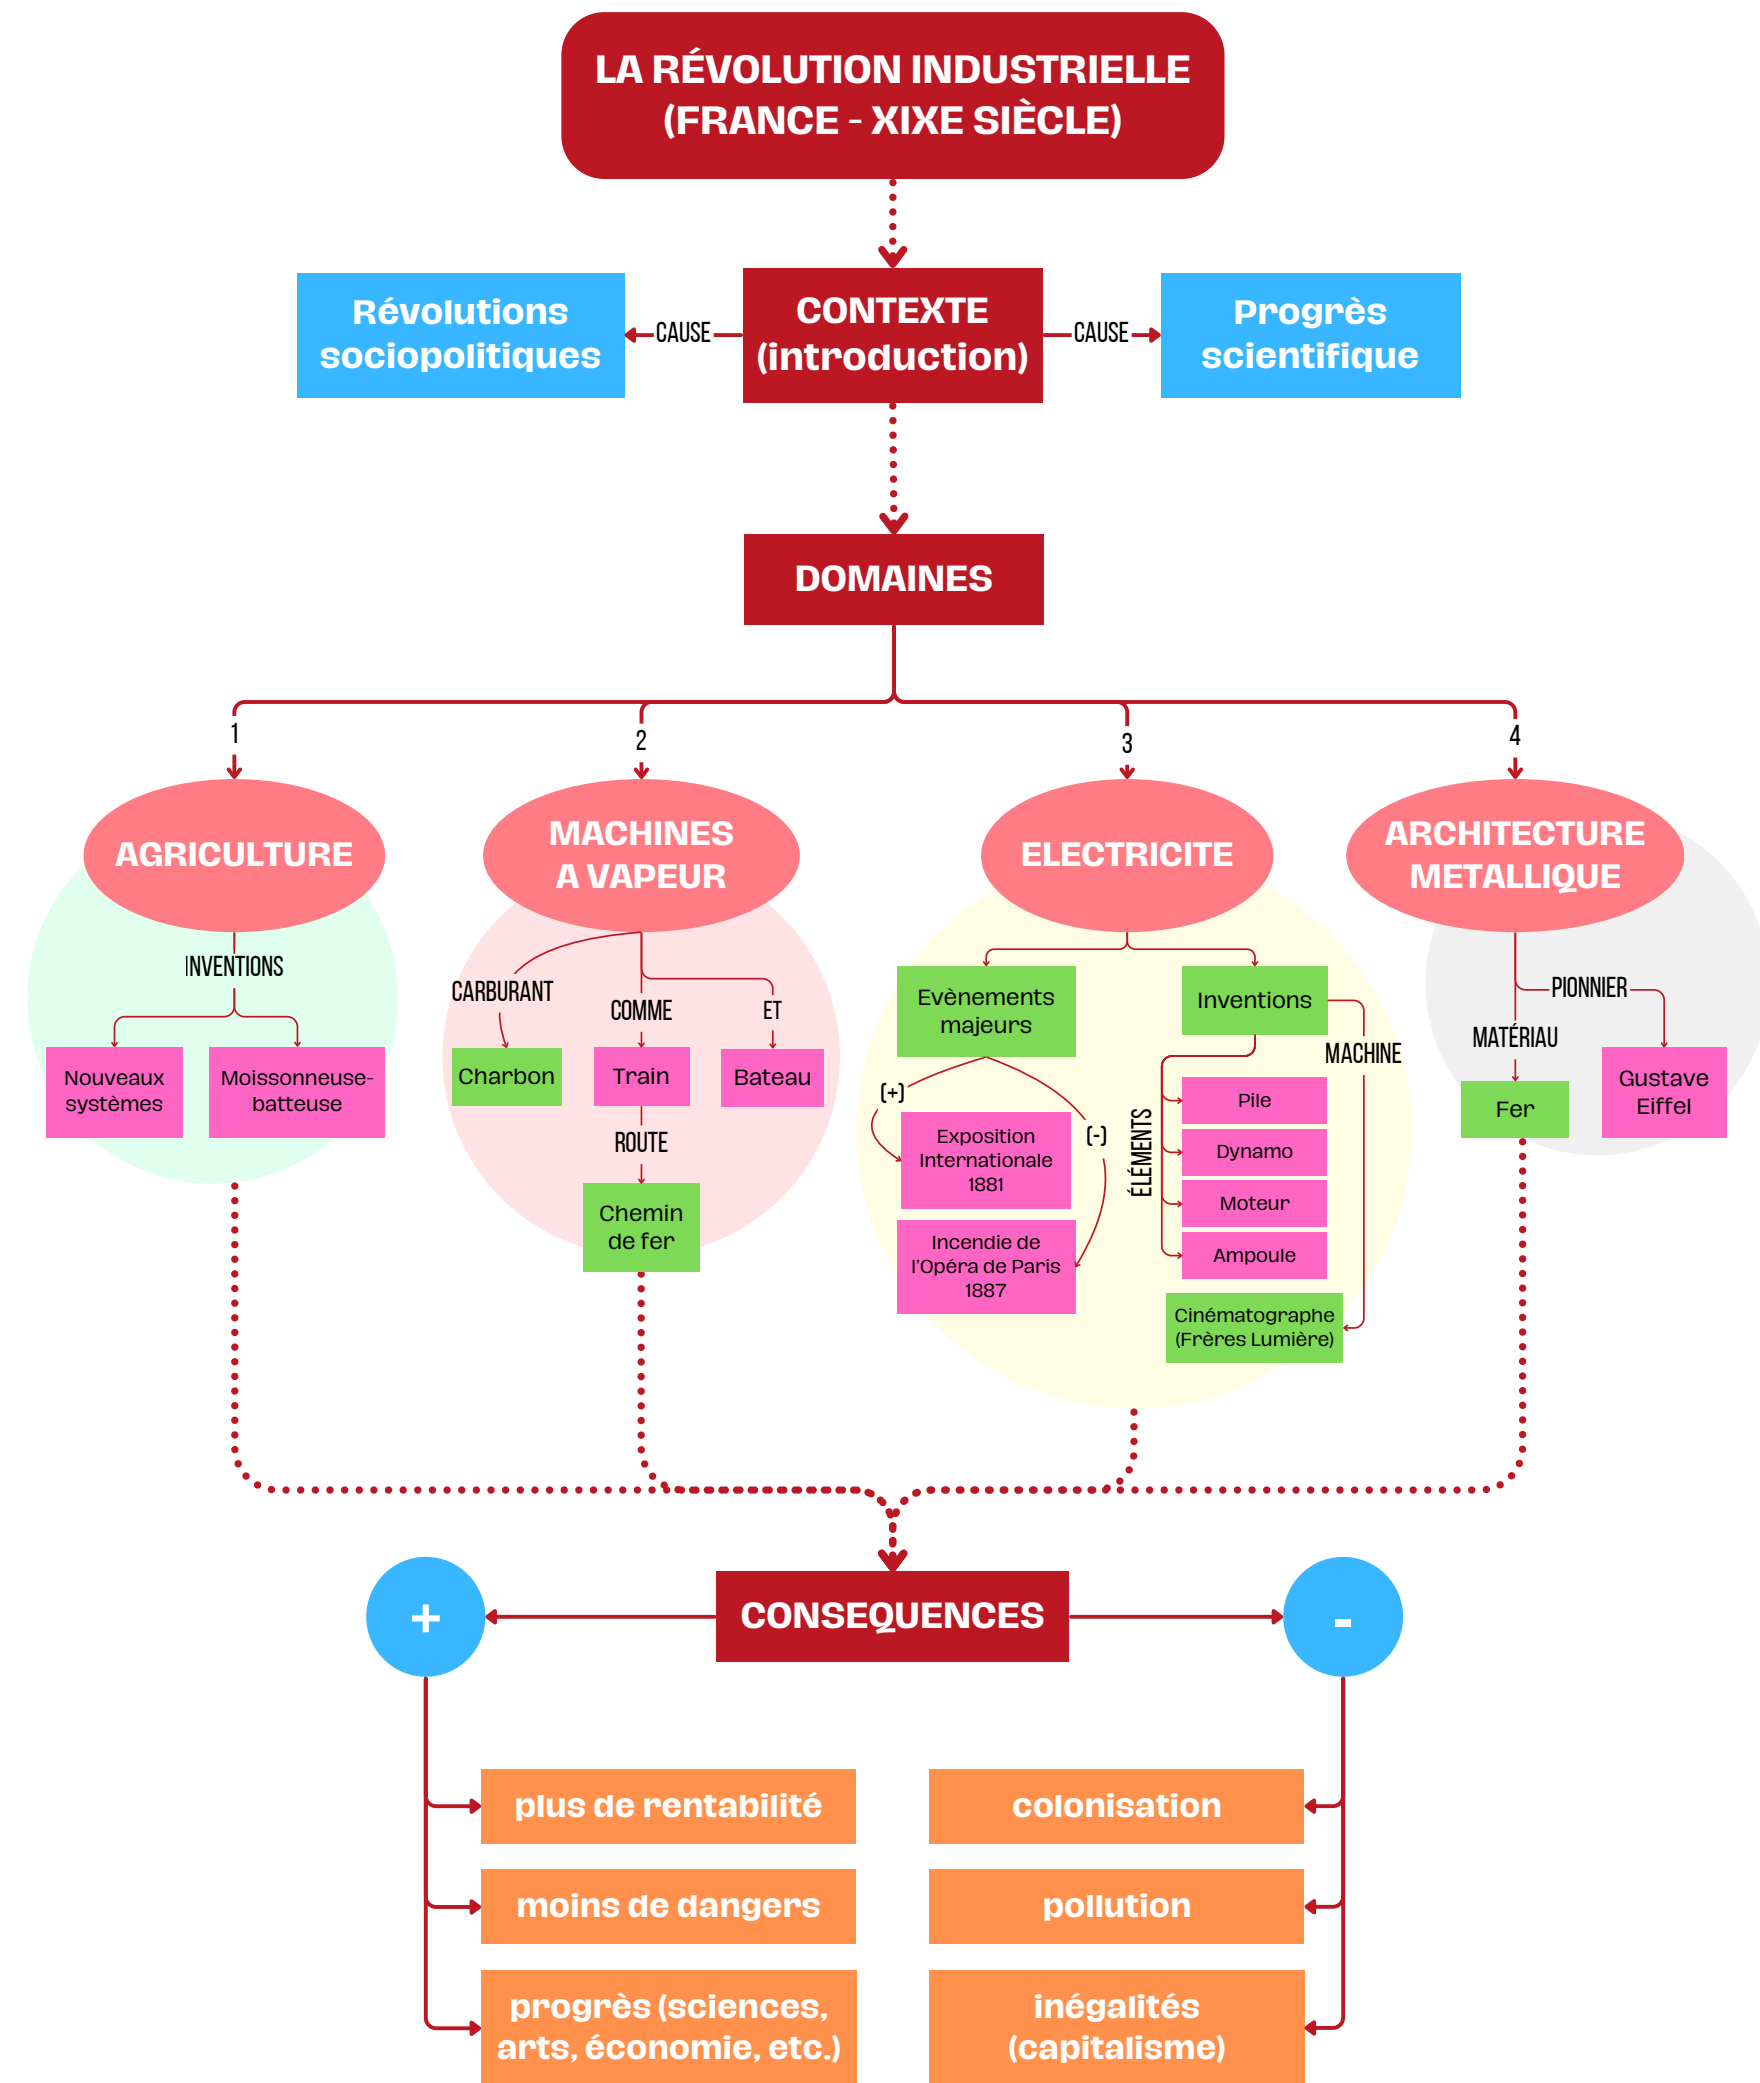 LA RÉVOLUTION INDUSTRIELLE
(FRANCE - XIXE SIÈCLE)
Révolutions
sociopolitiques
CAUSE
CONTEXTE
(introduction)
CAUSE
Progrès
scientifique
DOMAINES
1
2
3
4
AGRICULTURE
MACHINES
A VAPEUR
ELECTRICITE
ARCHITECTURE
METALLIQUE
INVENTIONS
Nouveaux
systèmes
Moissonneuse-
batteuse
CARBURANT
COMME
ET
Charbon
Train
Bateau
ROUTE
Chemin
de fer
Evènements
majeurs
Inventions
(+)
(-)
Exposition
Internationale
1881
Incendie de
l'Opéra de Paris
1887
ÉLÉMENTS
MACHINE
Pile
Dynamo
Moteur
Ampoule
Cinématographe
(Frères Lumière)
PIONNIER
MATÉRIAU
Fer
Gustave
Eiffel
+
CONSEQUENCES
-
plus de rentabilité
moins de dangers
progrès (sciences,
arts, économie, etc.)
colonisation
pollution
inégalités
(capitalisme)